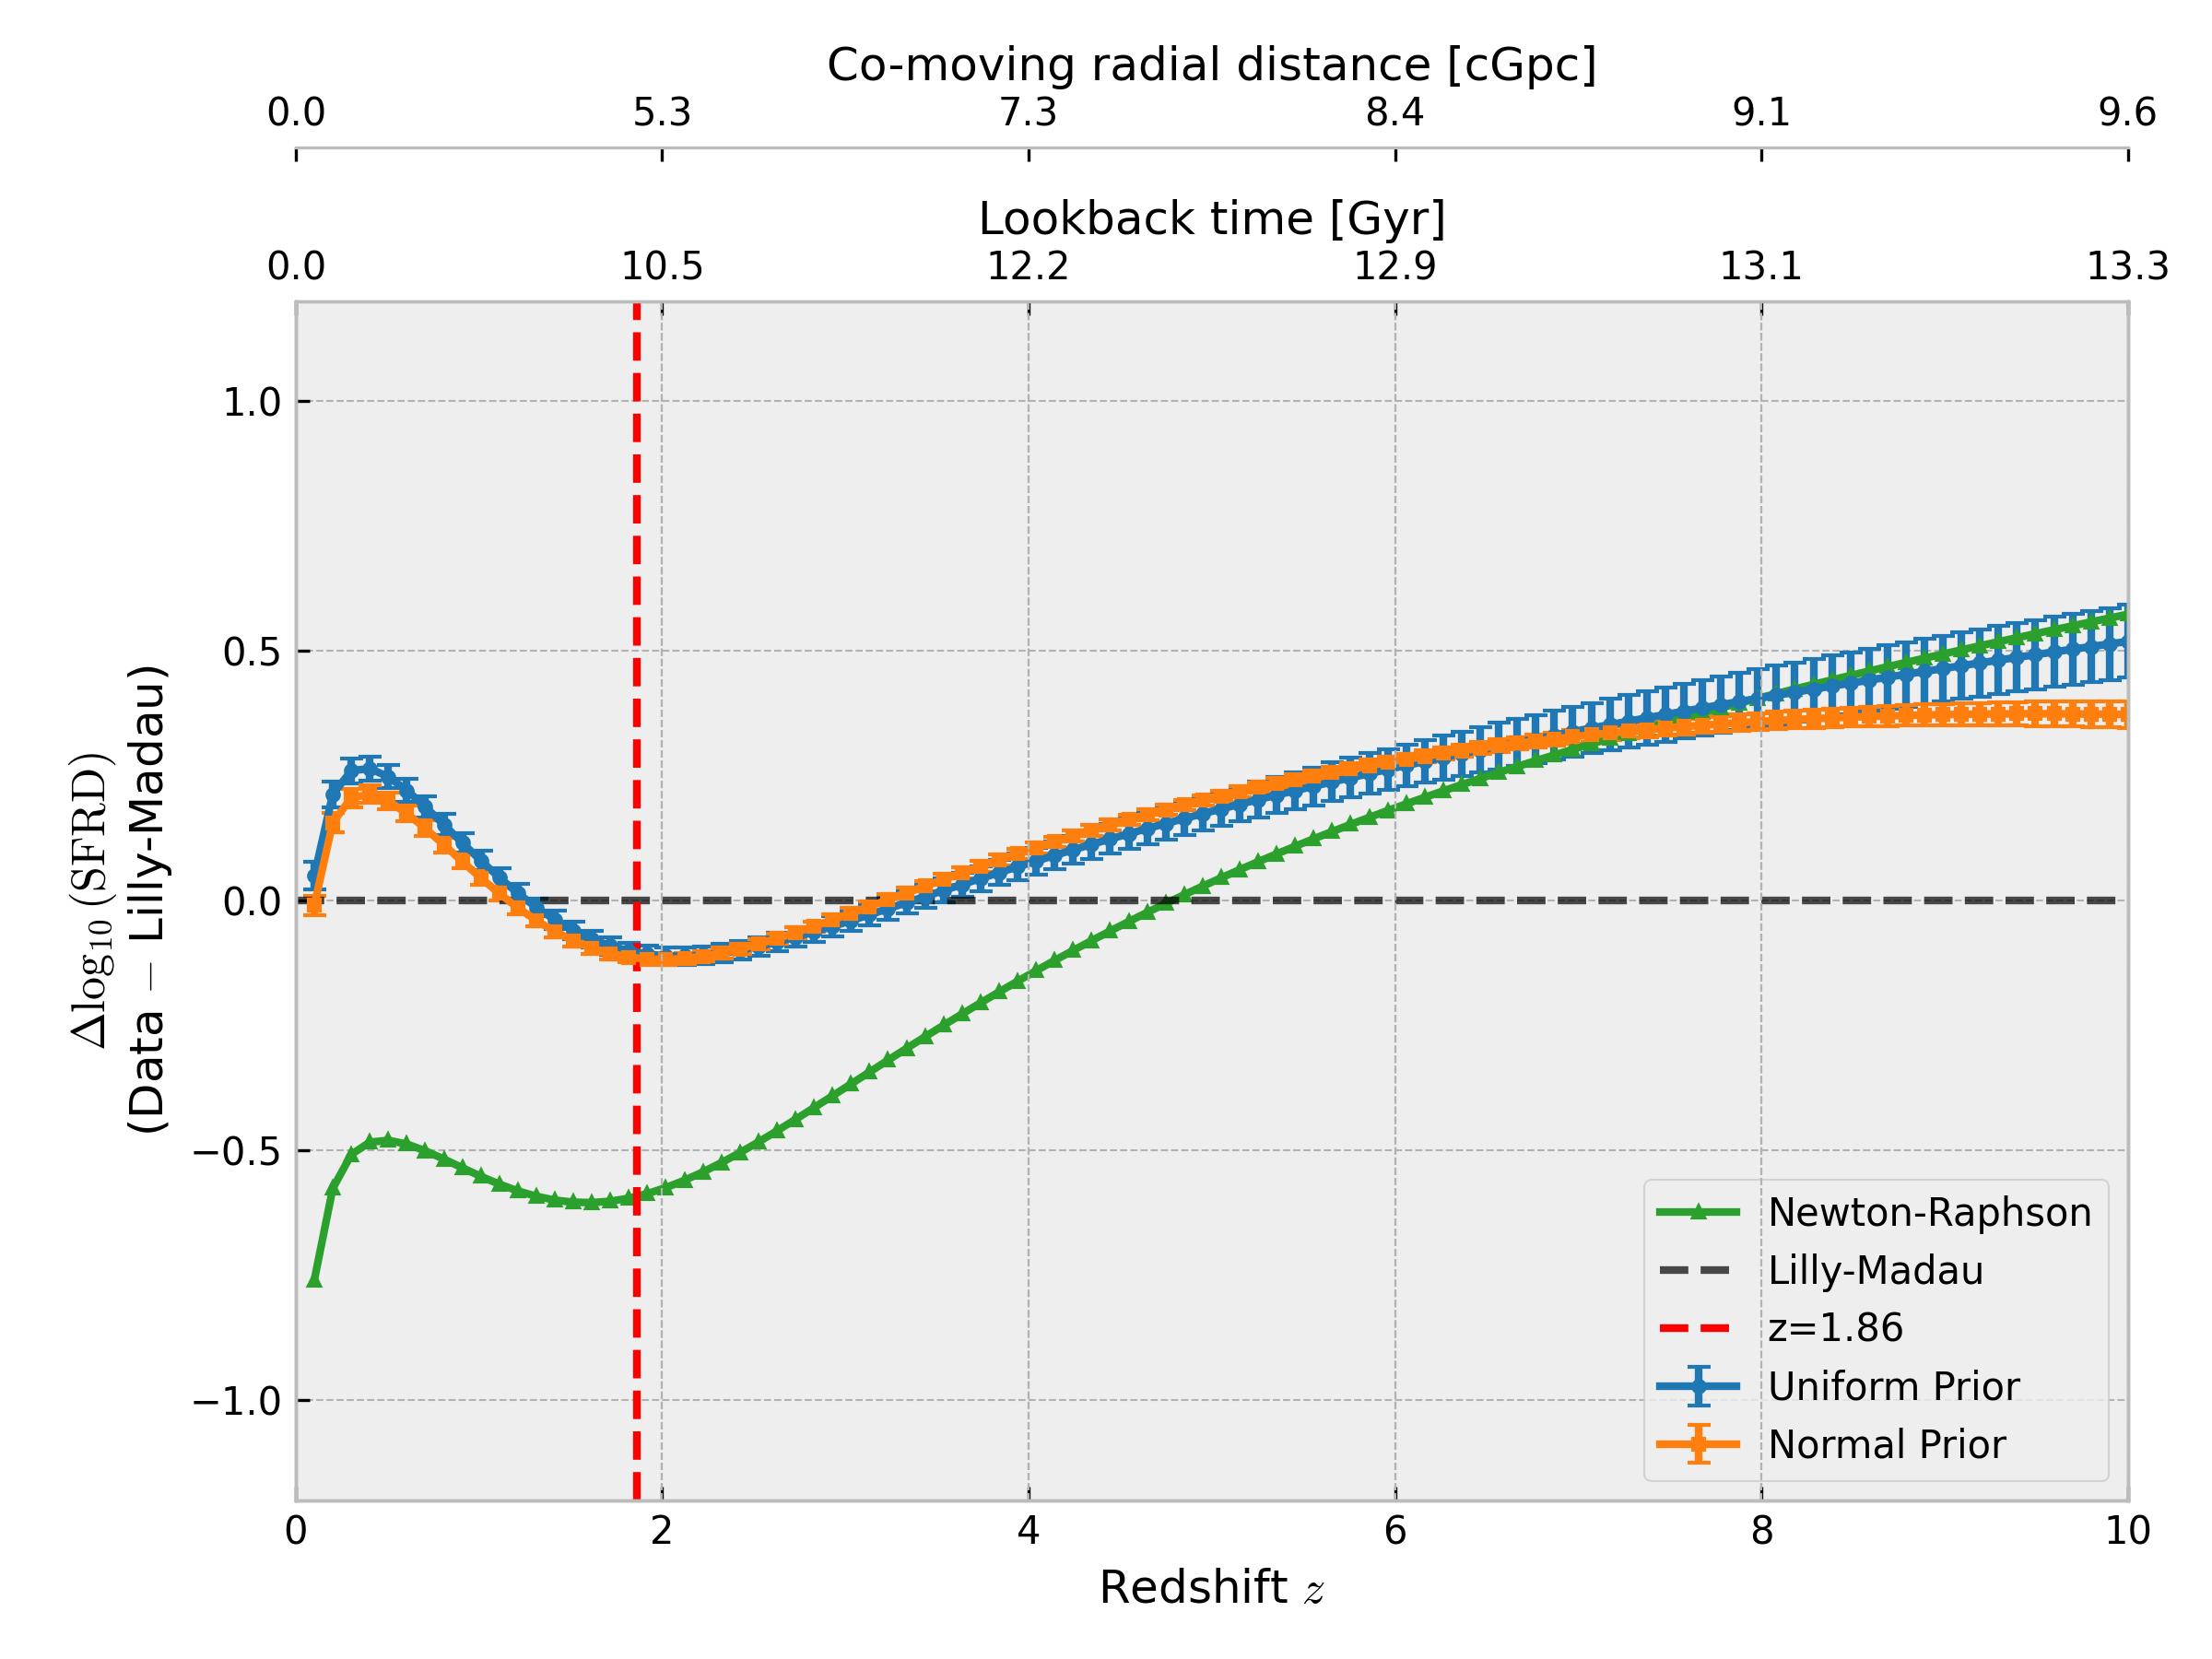 Co-moving radial distance [cGpc]
0.0 5.3 7.3 8.4 9.1 9.6
Lookback time [Gyr]
0.0 10.5 12.2 12.9 13.1 13.3
Δlog₁₀(SFRD)
(Data − Lilly-Madau)
1.0
0.5
0.0
−0.5
−1.0
Newton-Raphson
Lilly-Madau
z=1.86
Uniform Prior
Normal Prior
0 2 4 6 8 10
Redshift z